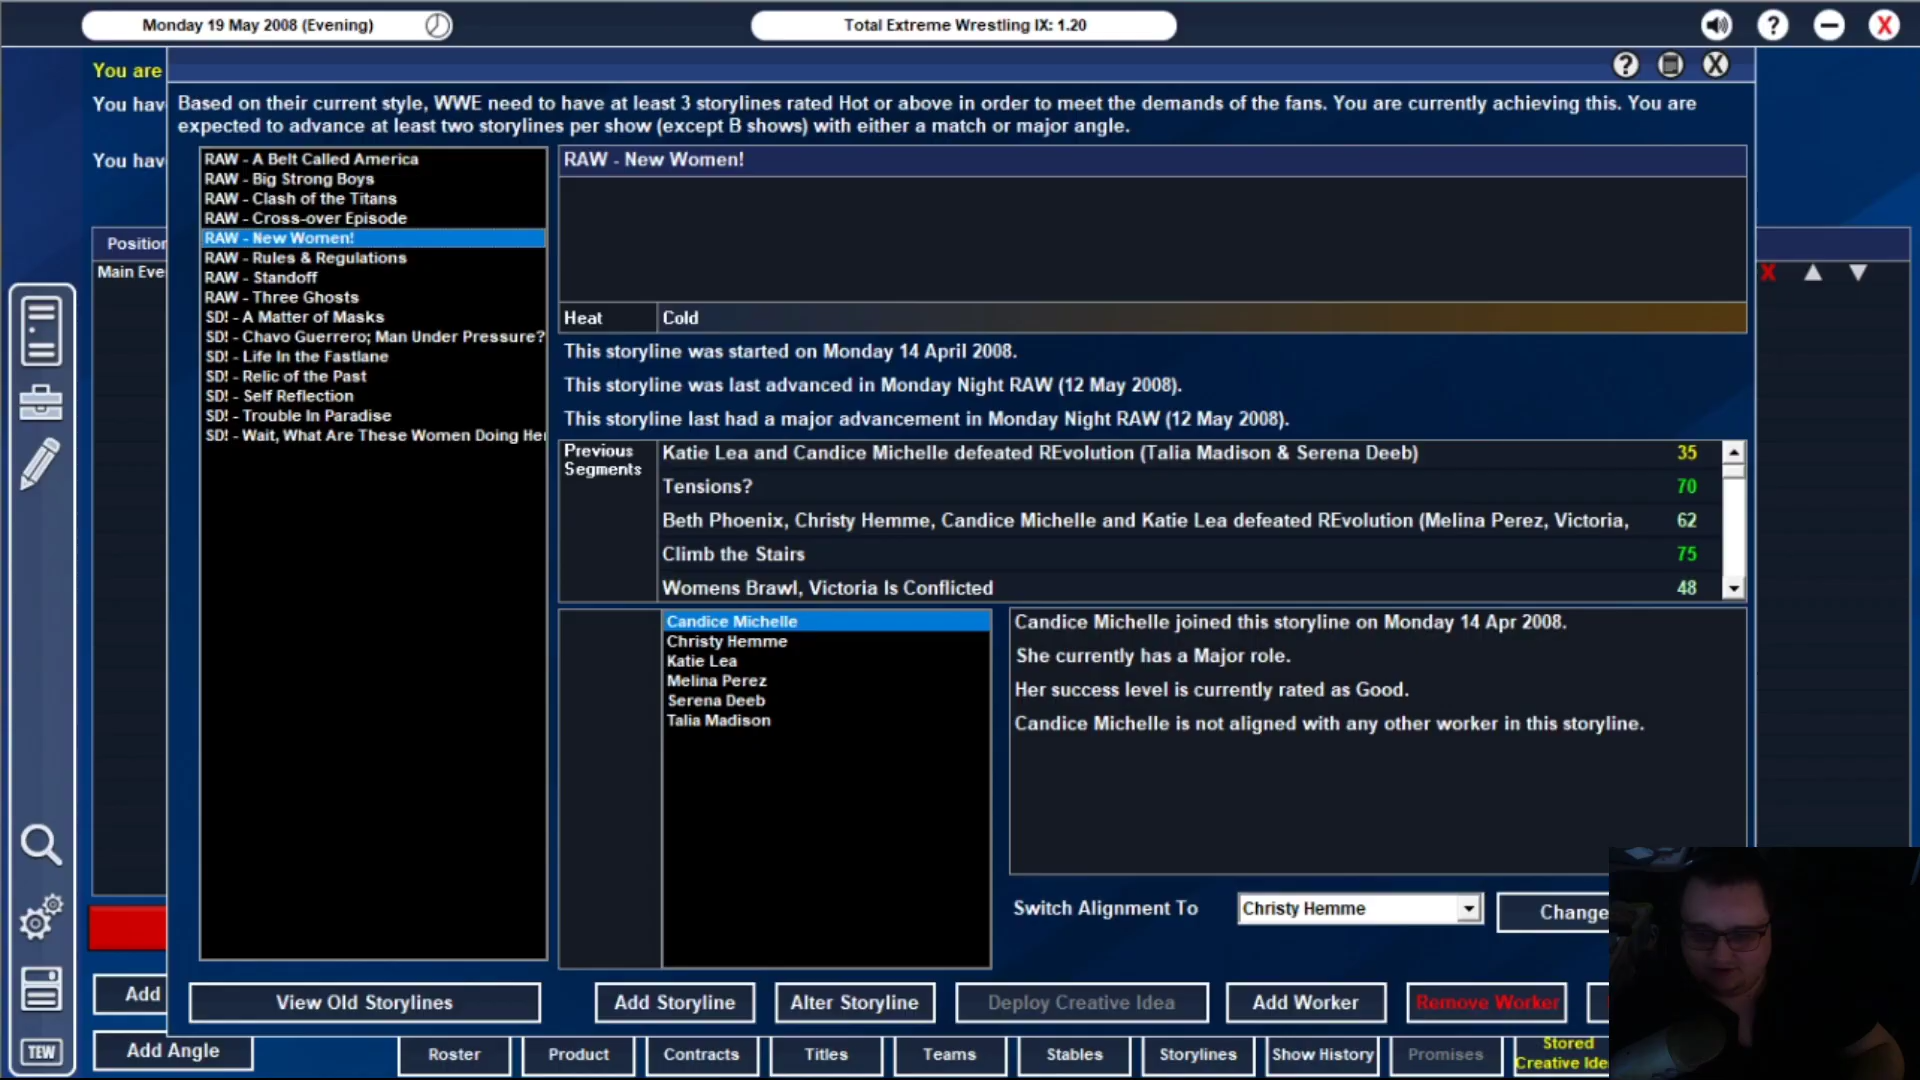 Monday 19 May 2008 (Evening)
Total Extreme Wrestling IX: 1.20
? X
You are
? X
You hav
Based on their current style, WWE need to have at least 3 storylines rated Hot or above in order to meet the demands of the fans. You are currently achieving this. You are
expected to advance at least two storylines per show (except B shows) with either a match or major angle.
You hav
Position
Main Eve
X
RAW - A Belt Called America
RAW - Big Strong Boys
RAW - Clash of the Titans
RAW - Cross-over Episode
RAW - New Women!
RAW - Rules & Regulations
RAW - Standoff
RAW - Three Ghosts
SD! - A Matter of Masks
SD! - Chavo Guerrero; Man Under Pressure?
SD! - Life In the Fastlane
SD! - Relic of the Past
SD! - Self Reflection
SD! - Trouble In Paradise
SD! - Wait, What Are These Women Doing Her
RAW - New Women!
Heat Cold
This storyline was started on Monday 14 April 2008.
This storyline was last advanced in Monday Night RAW (12 May 2008).
This storyline last had a major advancement in Monday Night RAW (12 May 2008).
Previous
Segments
Katie Lea and Candice Michelle defeated REvolution (Talia Madison & Serena Deeb) 35
Tensions? 70
Beth Phoenix, Christy Hemme, Candice Michelle and Katie Lea defeated REvolution (Melina Perez, Victoria, 62
Climb the Stairs 75
Womens Brawl, Victoria Is Conflicted 48
Candice Michelle
Christy Hemme
Katie Lea
Melina Perez
Serena Deeb
Talia Madison
Candice Michelle joined this storyline on Monday 14 Apr 2008.
She currently has a Major role.
Her success level is currently rated as Good.
Candice Michelle is not aligned with any other worker in this storyline.
Switch Alignment To Christy Hemme Change
Add View Old Storylines Add Storyline Alter Storyline Deploy Creative Idea Add Worker Remove Worker
TEW
Add Angle Roster Product Contracts Titles Teams Stables Storylines Show History Promises
Stored
Creative Ide